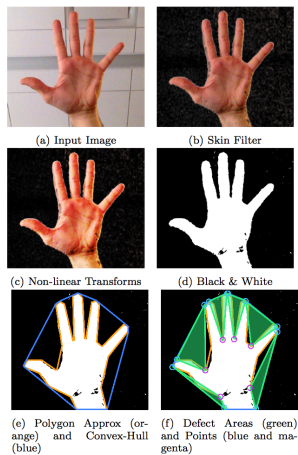 (a) Input Image
(b) Skin Filter
(c) Non-linear Transforms
(d) Black & White
(e) Polygon Approx (or-
ange) and Convex-Hull
(blue)
(f) Defect Areas (green)
and Points (blue and ma-
genta)